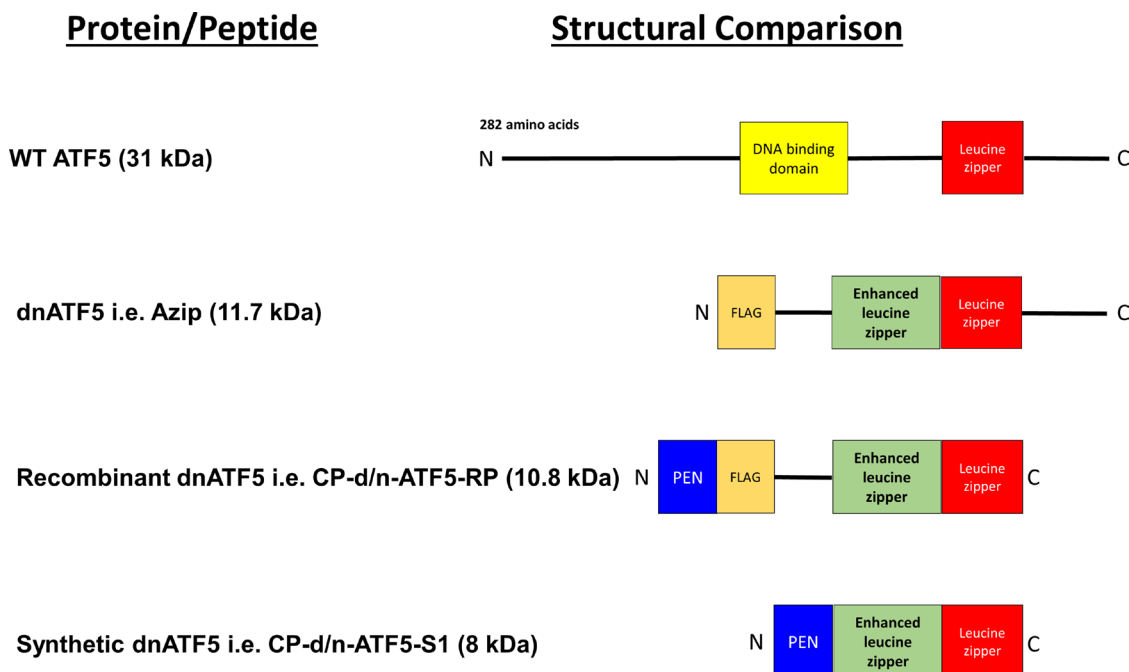 Protein/Peptide Structural Comparison
282 amino acids
WT ATF5 (31 kDa) N DNA binding domain Leucine zipper C
dnATF5 i.e. Azip (11.7 kDa) N FLAG Enhanced leucine zipper Leucine zipper C
Recombinant dnATF5 i.e. CP-d/n-ATF5-RP (10.8 kDa) N PEN FLAG Enhanced leucine zipper Leucine zipper C
Synthetic dnATF5 i.e. CP-d/n-ATF5-S1 (8 kDa) N PEN Enhanced leucine zipper Leucine zipper C